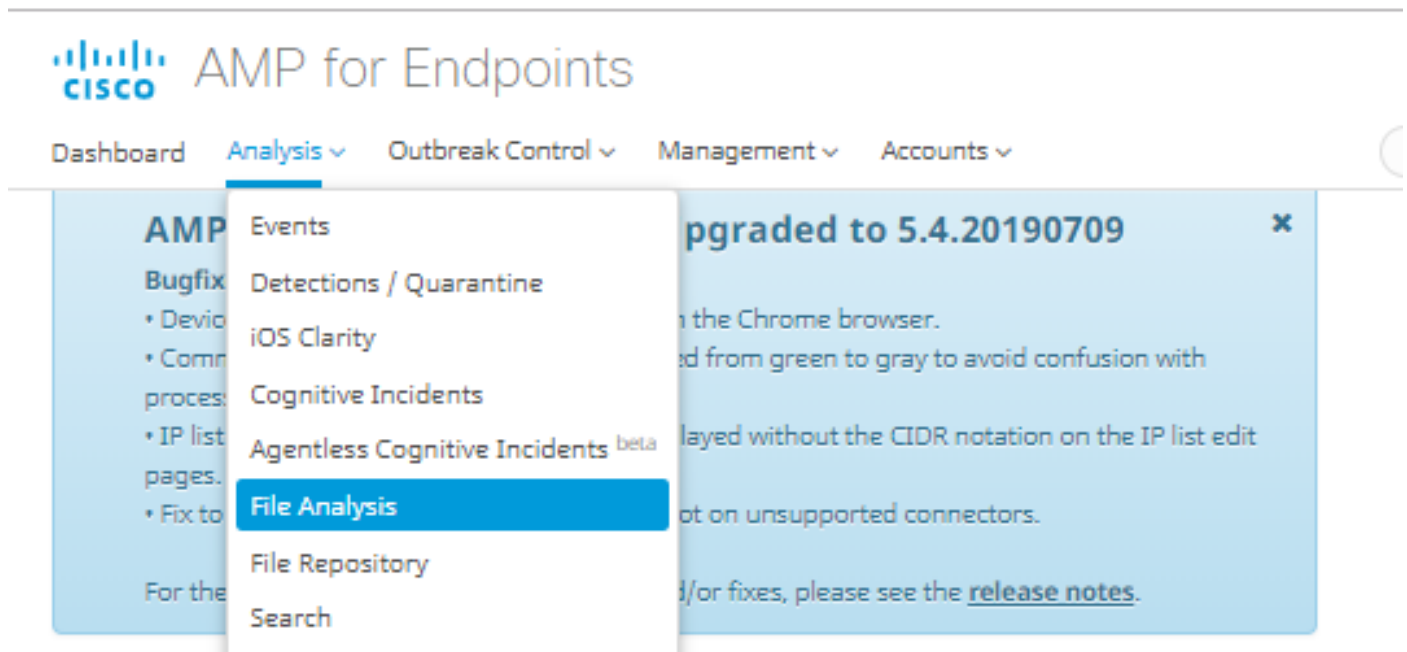 cisco AMP for Endpoints
Dashboard Analysis Outbreak Control Management Accounts
Events
Detections / Quarantine
iOS Clarity
Cognitive Incidents
Agentless Cognitive Incidents beta
File Analysis
File Repository
Search
AMP pgraded to 5.4.20190709
Bugfix
• Devic n the Chrome browser.
• Comm ed from green to gray to avoid confusion with
proces
• IP list layed without the CIDR notation on the IP list edit
pages.
• Fix to ot on unsupported connectors.
For the d/or fixes, please see the release notes.